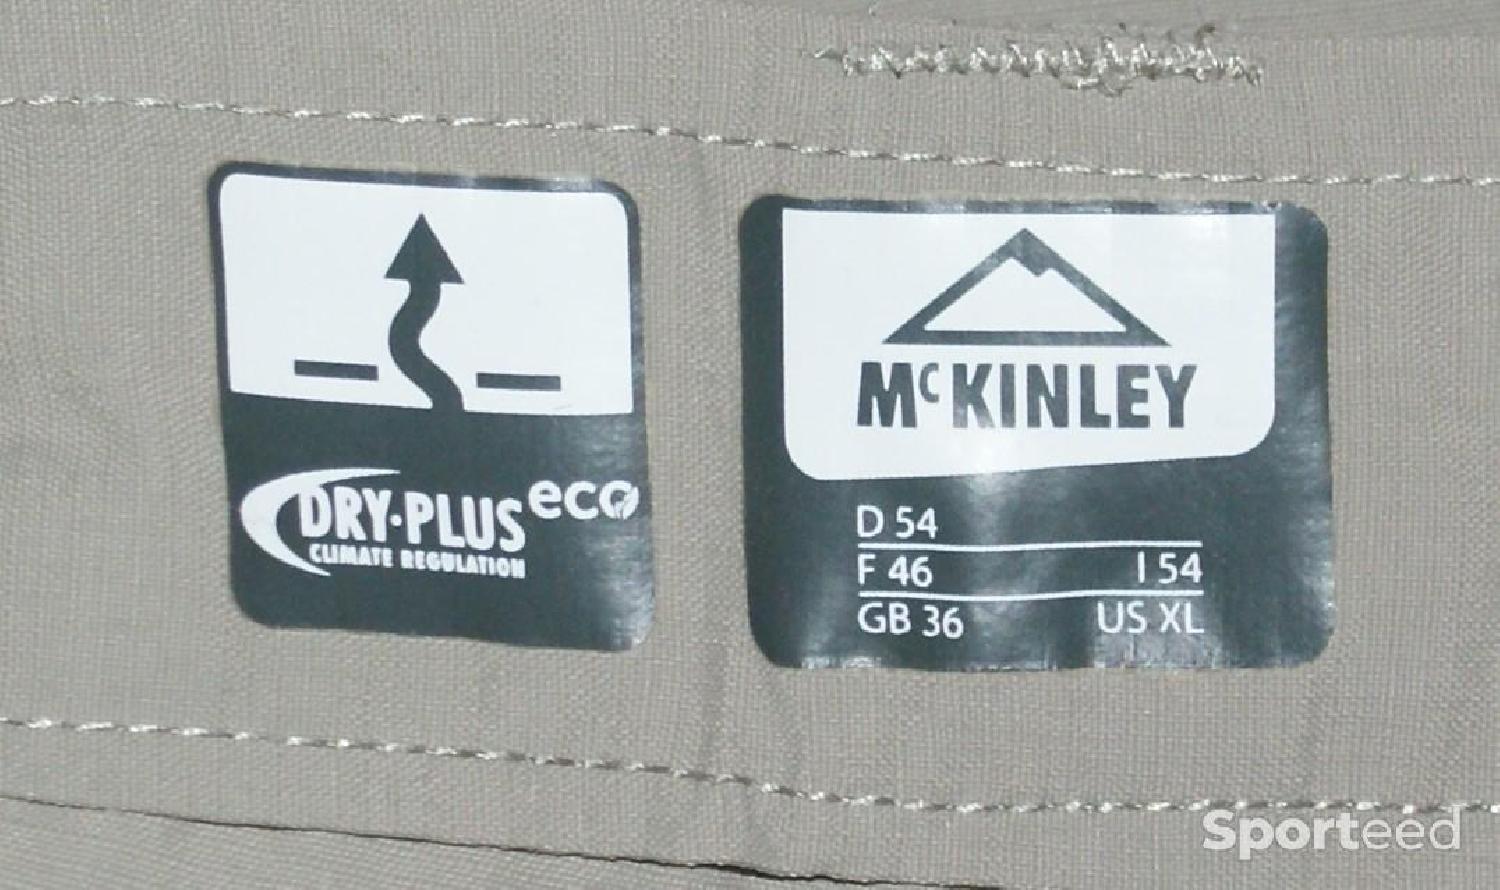 DRY·PLUS eco
CLIMATE REGULATION
McKINLEY
D 54
F 46 I 54
GB 36 US XL
Sporteed